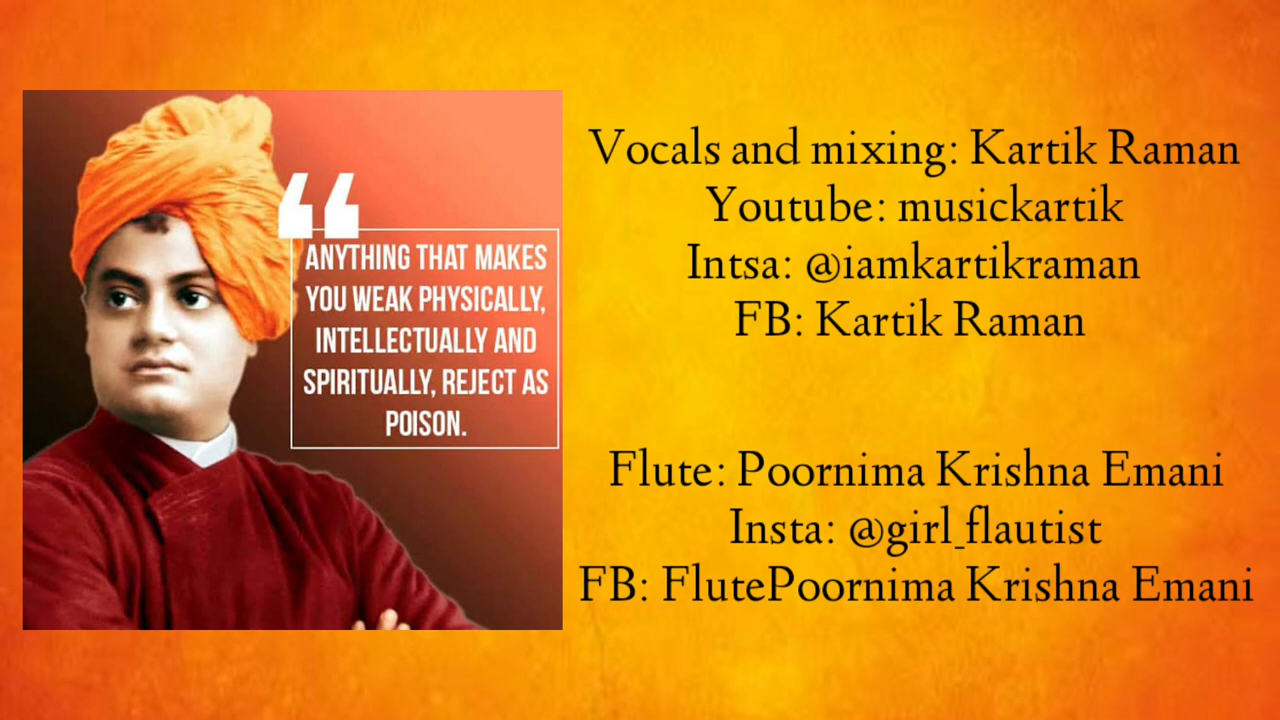 “
ANYTHING THAT MAKES
YOU WEAK PHYSICALLY,
INTELLECTUALLY AND
SPIRITUALLY, REJECT AS
POISON.
Vocals and mixing: Kartik Raman
Youtube: musickartik
Intsa: @iamkartikraman
FB: Kartik Raman
Flute: Poornima Krishna Emani
Insta: @girl_flautist
FB: FlutePoornima Krishna Emani